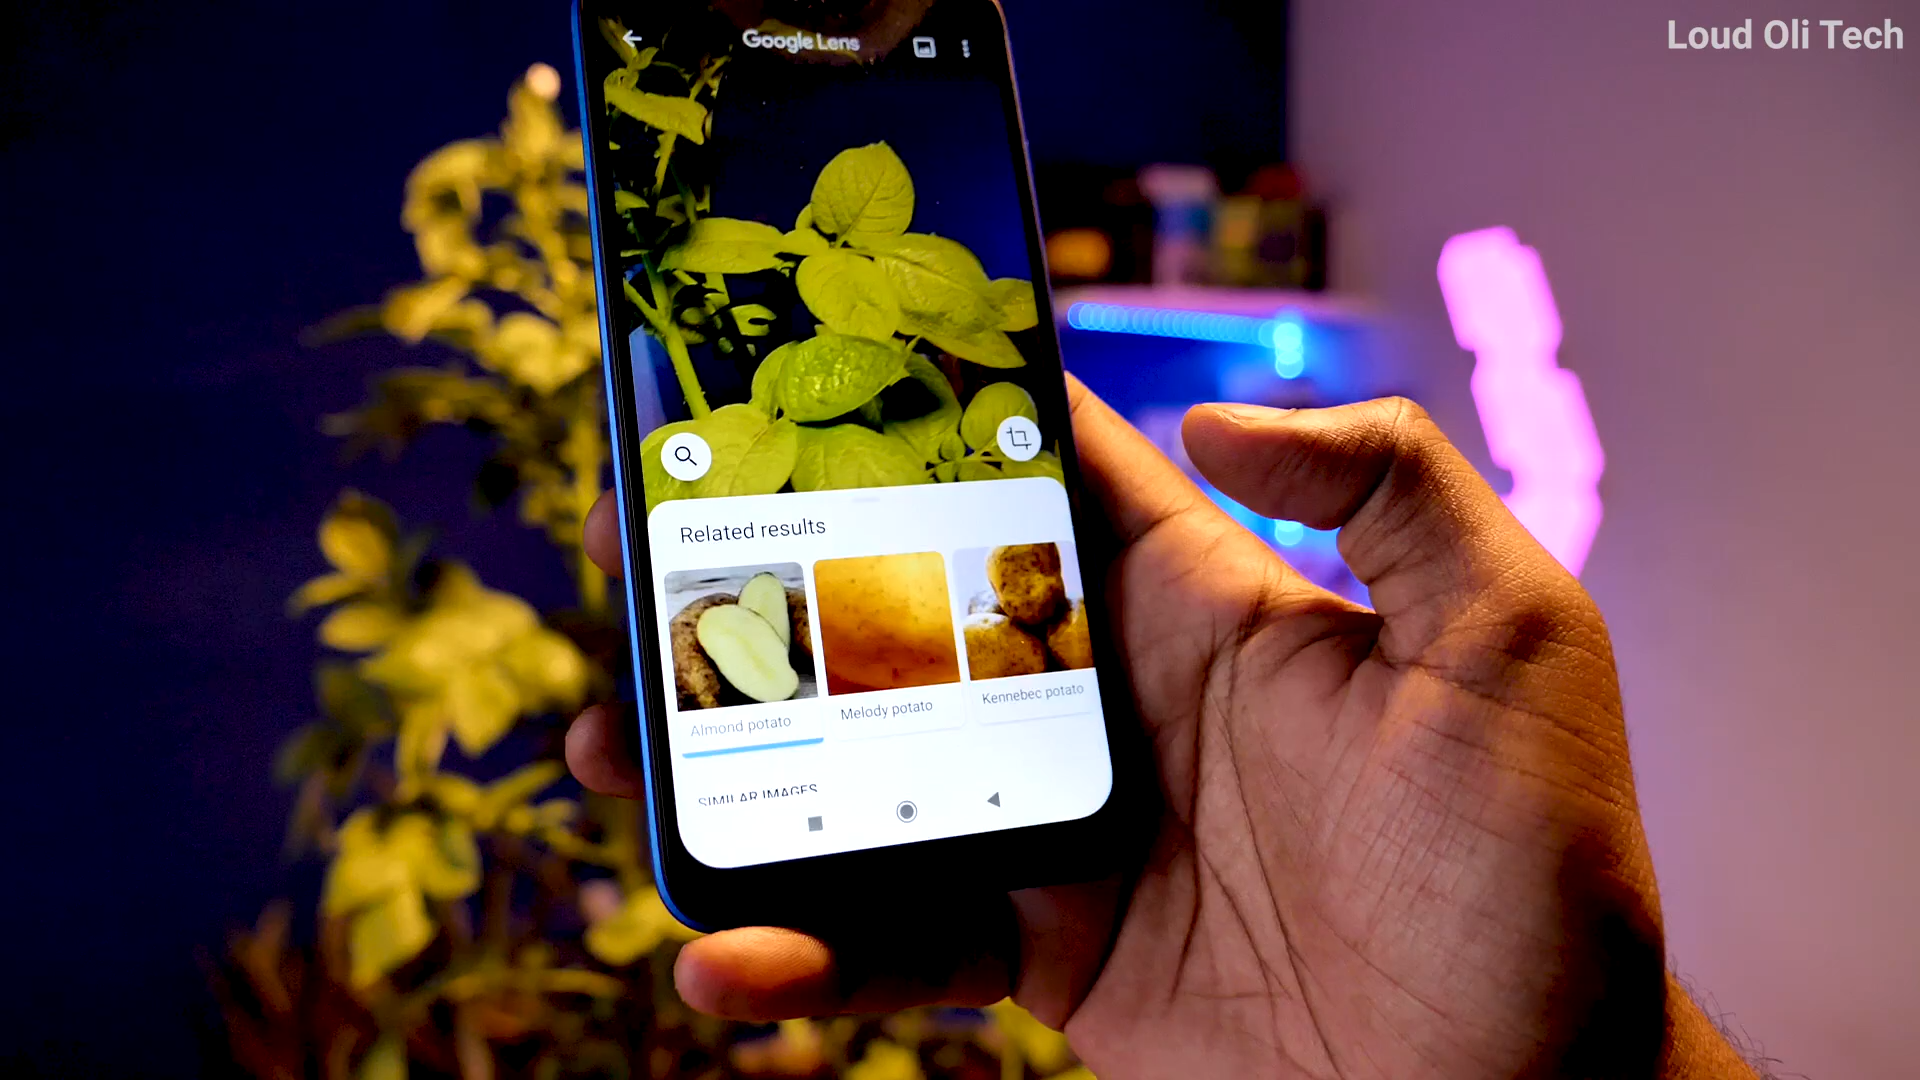 Loud Oli Tech
Google Lens
Related results
Almond potato
Melody potato
Kennebec potato
SIMILAR IMAGES